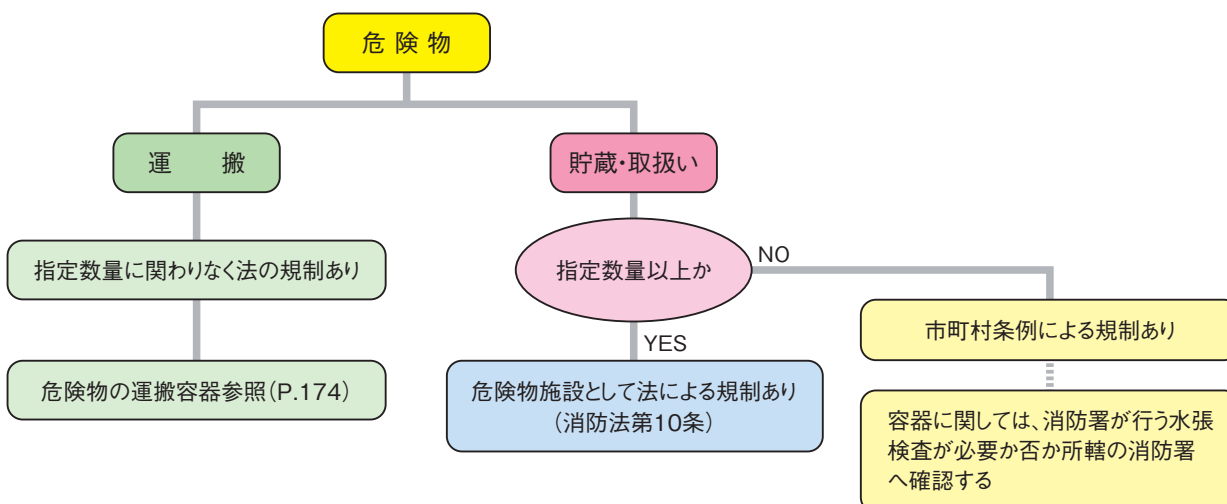 危険物
運　搬
貯蔵・取扱い
指定数量に関わりなく法の規制あり
指定数量以上か
NO
市町村条例による規制あり
YES
危険物の運搬容器参照(P.174)
危険物施設として法による規制あり
(消防法第10条)
容器に関しては、消防署が行う水張
検査が必要か否か所轄の消防署
へ確認する